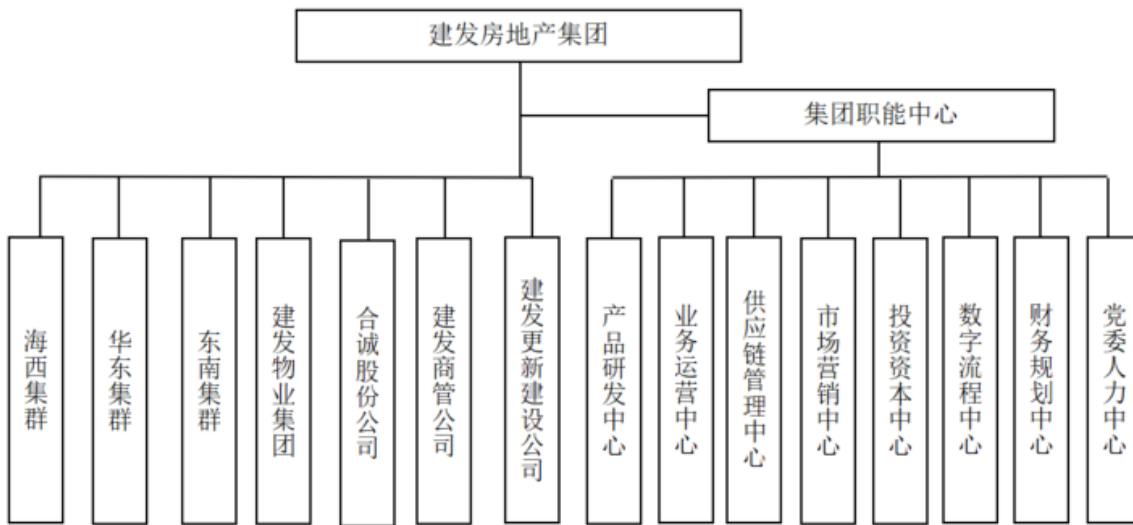 建发房地产集团
集团职能中心
海西集群
华东集群
东南集群
建发物业集团
合诚股份公司
建发商管公司
建发更新建设公司
产品研发中心
业务运营中心
供应链管理中心
市场营销中心
投资资本中心
数字流程中心
财务规划中心
党委人力中心